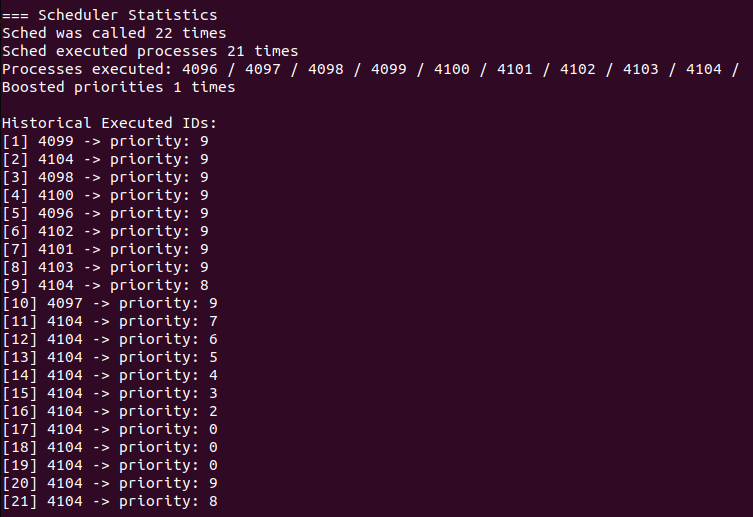 === Scheduler Statistics
Sched was called 22 times
Sched executed processes 21 times
Processes executed: 4096 / 4097 / 4098 / 4099 / 4100 / 4101 / 4102 / 4103 / 4104 /
Boosted priorities 1 times
Historical Executed IDs:
[1] 4099 -> priority: 9
[2] 4104 -> priority: 9
[3] 4098 -> priority: 9
[4] 4100 -> priority: 9
[5] 4096 -> priority: 9
[6] 4102 -> priority: 9
[7] 4101 -> priority: 9
[8] 4103 -> priority: 9
[9] 4104 -> priority: 8
[10] 4097 -> priority: 9
[11] 4104 -> priority: 7
[12] 4104 -> priority: 6
[13] 4104 -> priority: 5
[14] 4104 -> priority: 4
[15] 4104 -> priority: 3
[16] 4104 -> priority: 2
[17] 4104 -> priority: 0
[18] 4104 -> priority: 0
[19] 4104 -> priority: 0
[20] 4104 -> priority: 9
[21] 4104 -> priority: 8